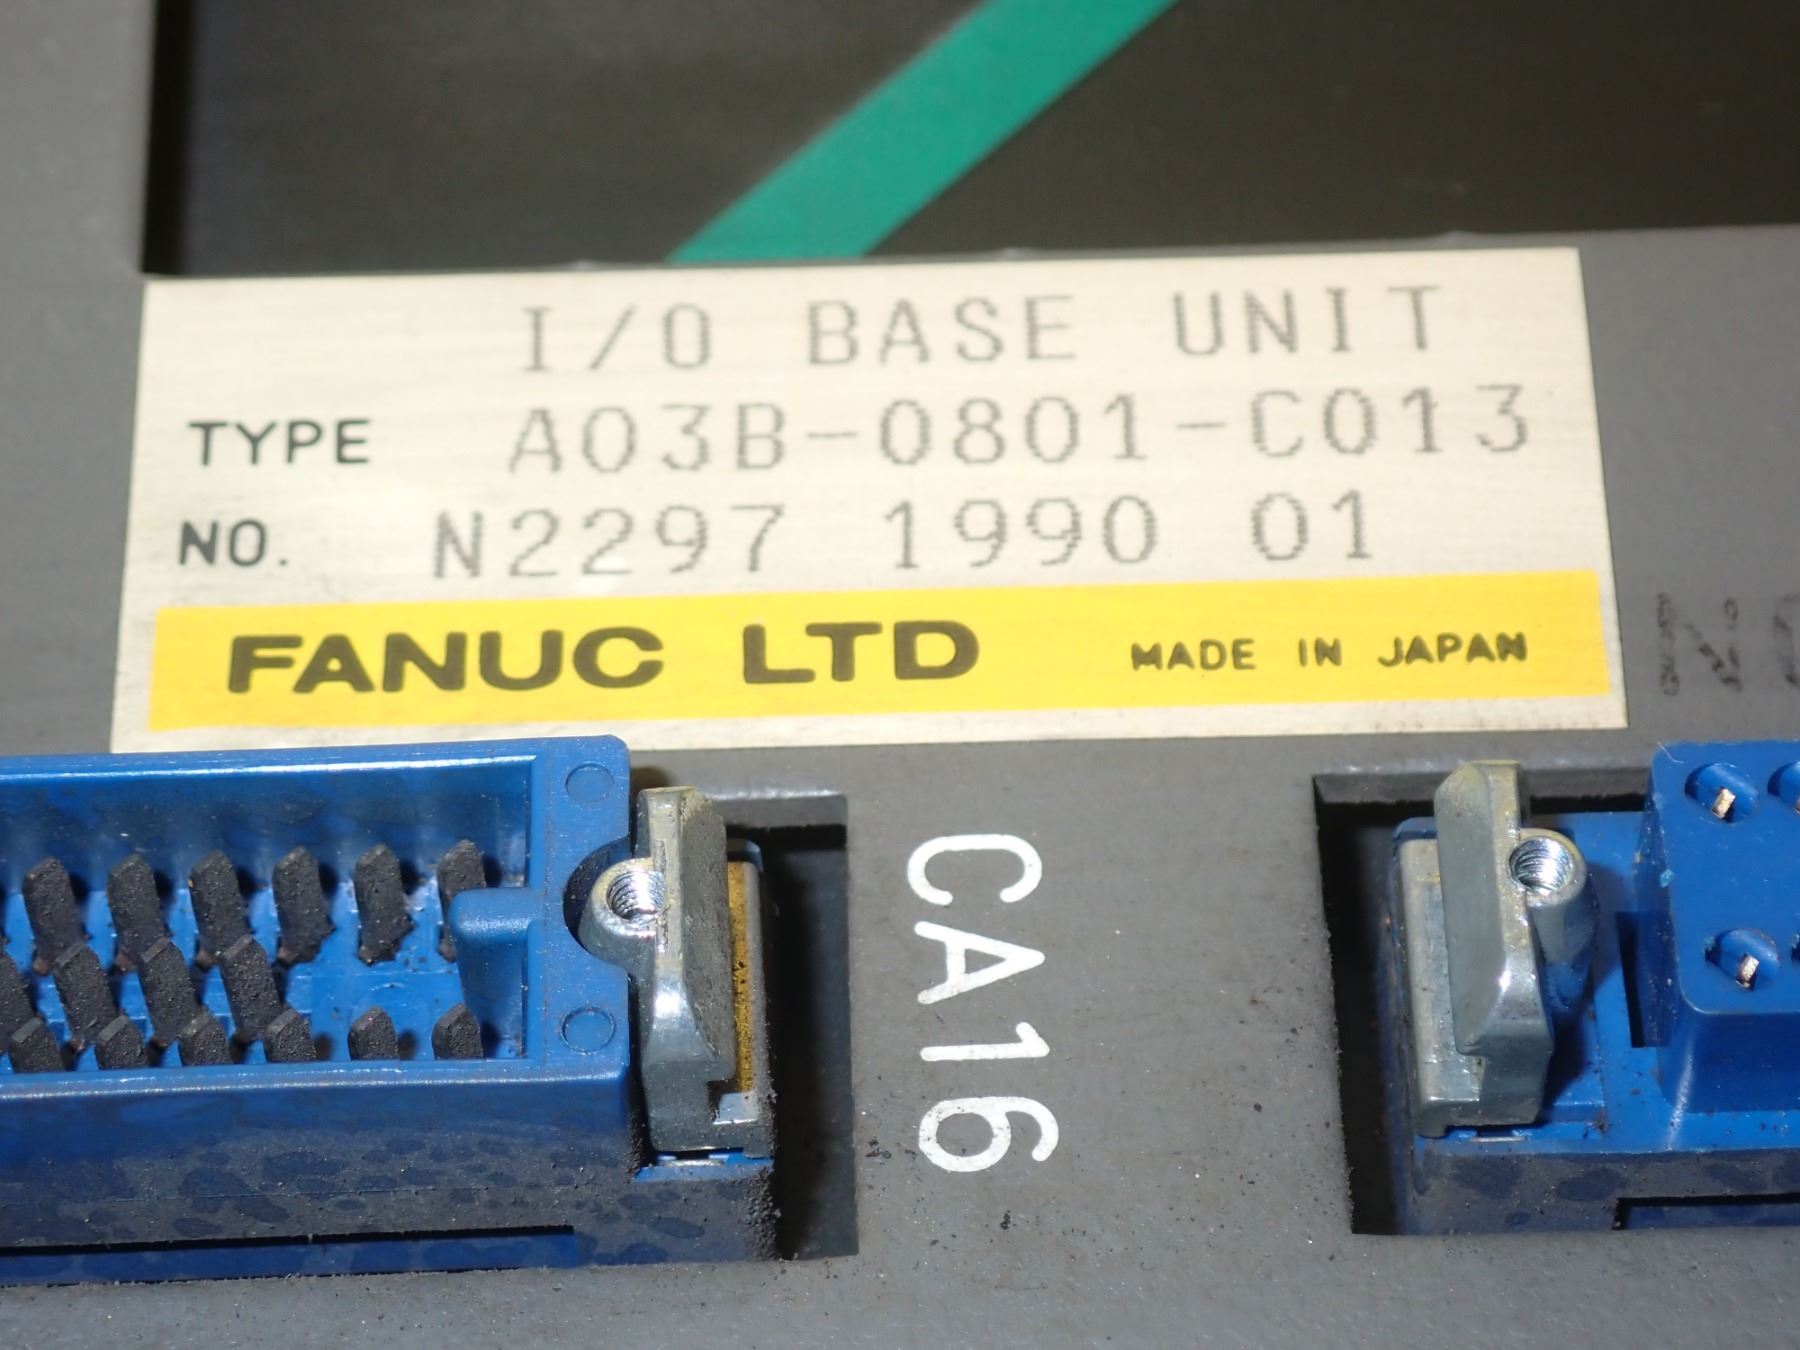 I/O BASE UNIT
TYPE A03B-0801-C013
NO. N2297 1990 01
FANUC LTD MADE IN JAPAN
CA16